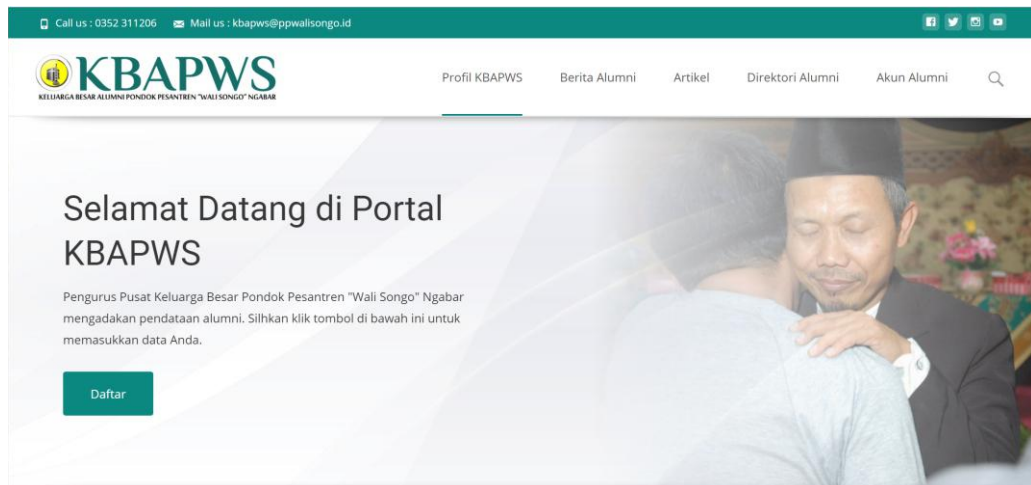 Call us : 0352 311206 Mail us : kbapws@ppwalisongo.id
KBAPWS
KELUARGA BESAR ALUMNI PONDOK PESANTREN "WALI SONGO" NGABAR
Profil KBAPWS Berita Alumni Artikel Direktori Alumni Akun Alumni
Selamat Datang di Portal
KBAPWS
Pengurus Pusat Keluarga Besar Pondok Pesantren "Wali Songo" Ngabar
mengadakan pendataan alumni. Silhkan klik tombol di bawah ini untuk
memasukkan data Anda.
Daftar